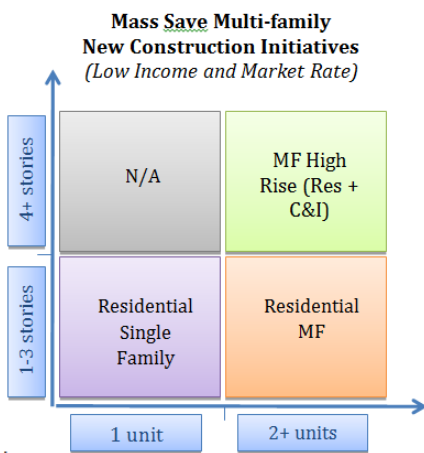 Mass Save Multi-family
New Construction Initiatives
(Low Income and Market Rate)
4+ stories
N/A
MF High
Rise (Res +
C&I)
1-3 stories
Residential
Single
Family
Residential
MF
1 unit
2+ units
.